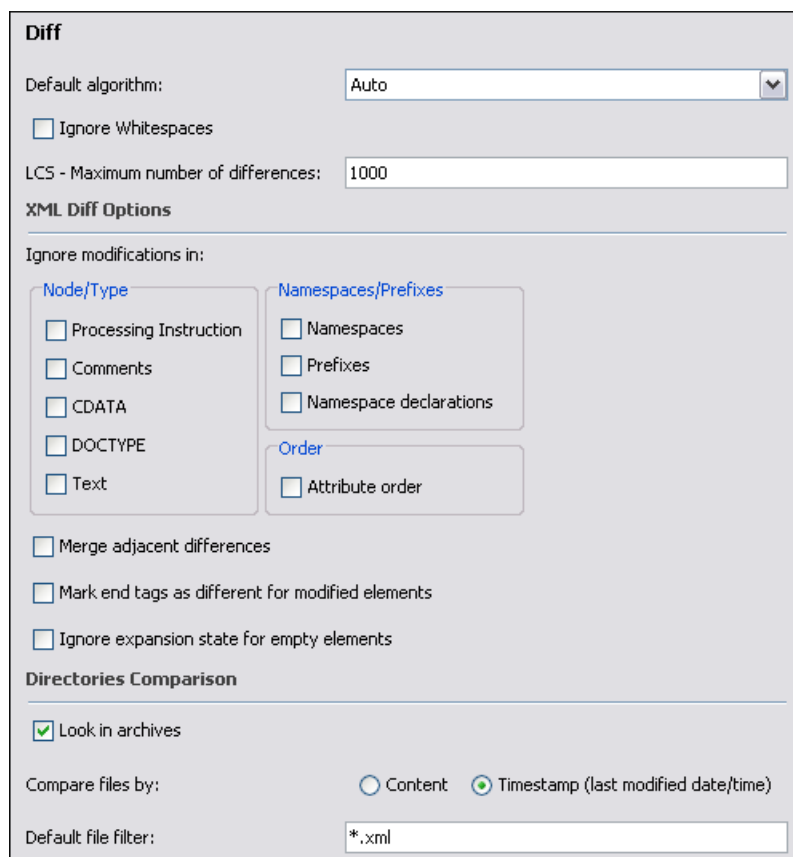 Diff
Default algorithm: Auto
Ignore Whitespaces
LCS - Maximum number of differences: 1000
XML Diff Options
Ignore modifications in:
Node/Type
Processing Instruction
Comments
CDATA
DOCTYPE
Text
Namespaces/Prefixes
Namespaces
Prefixes
Namespace declarations
Order
Attribute order
Merge adjacent differences
Mark end tags as different for modified elements
Ignore expansion state for empty elements
Directories Comparison
Look in archives
Compare files by: Content Timestamp (last modified date/time)
Default file filter: *.xml